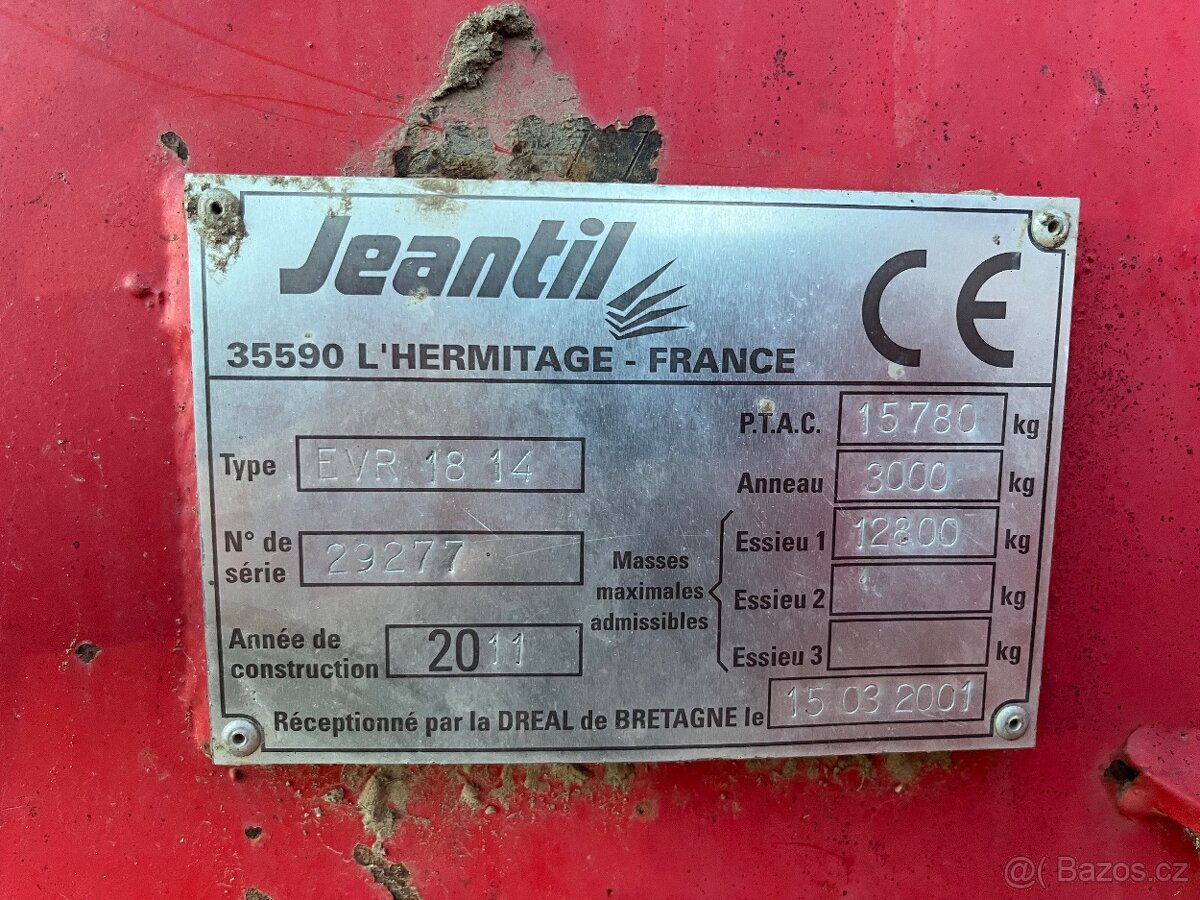 Jeantil
CE
35590 L'HERMITAGE - FRANCE
P.T.A.C. 15780 kg
Type EVR 18 14
Anneau 3000 kg
N° de série 29277
Masses maximales admissibles
Essieu 1 12800 kg
Essieu 2 kg
Essieu 3 kg
Année de construction 2011
Réceptionné par la DREAL de BRETAGNE le 15 03 2001
@( Bazos.cz